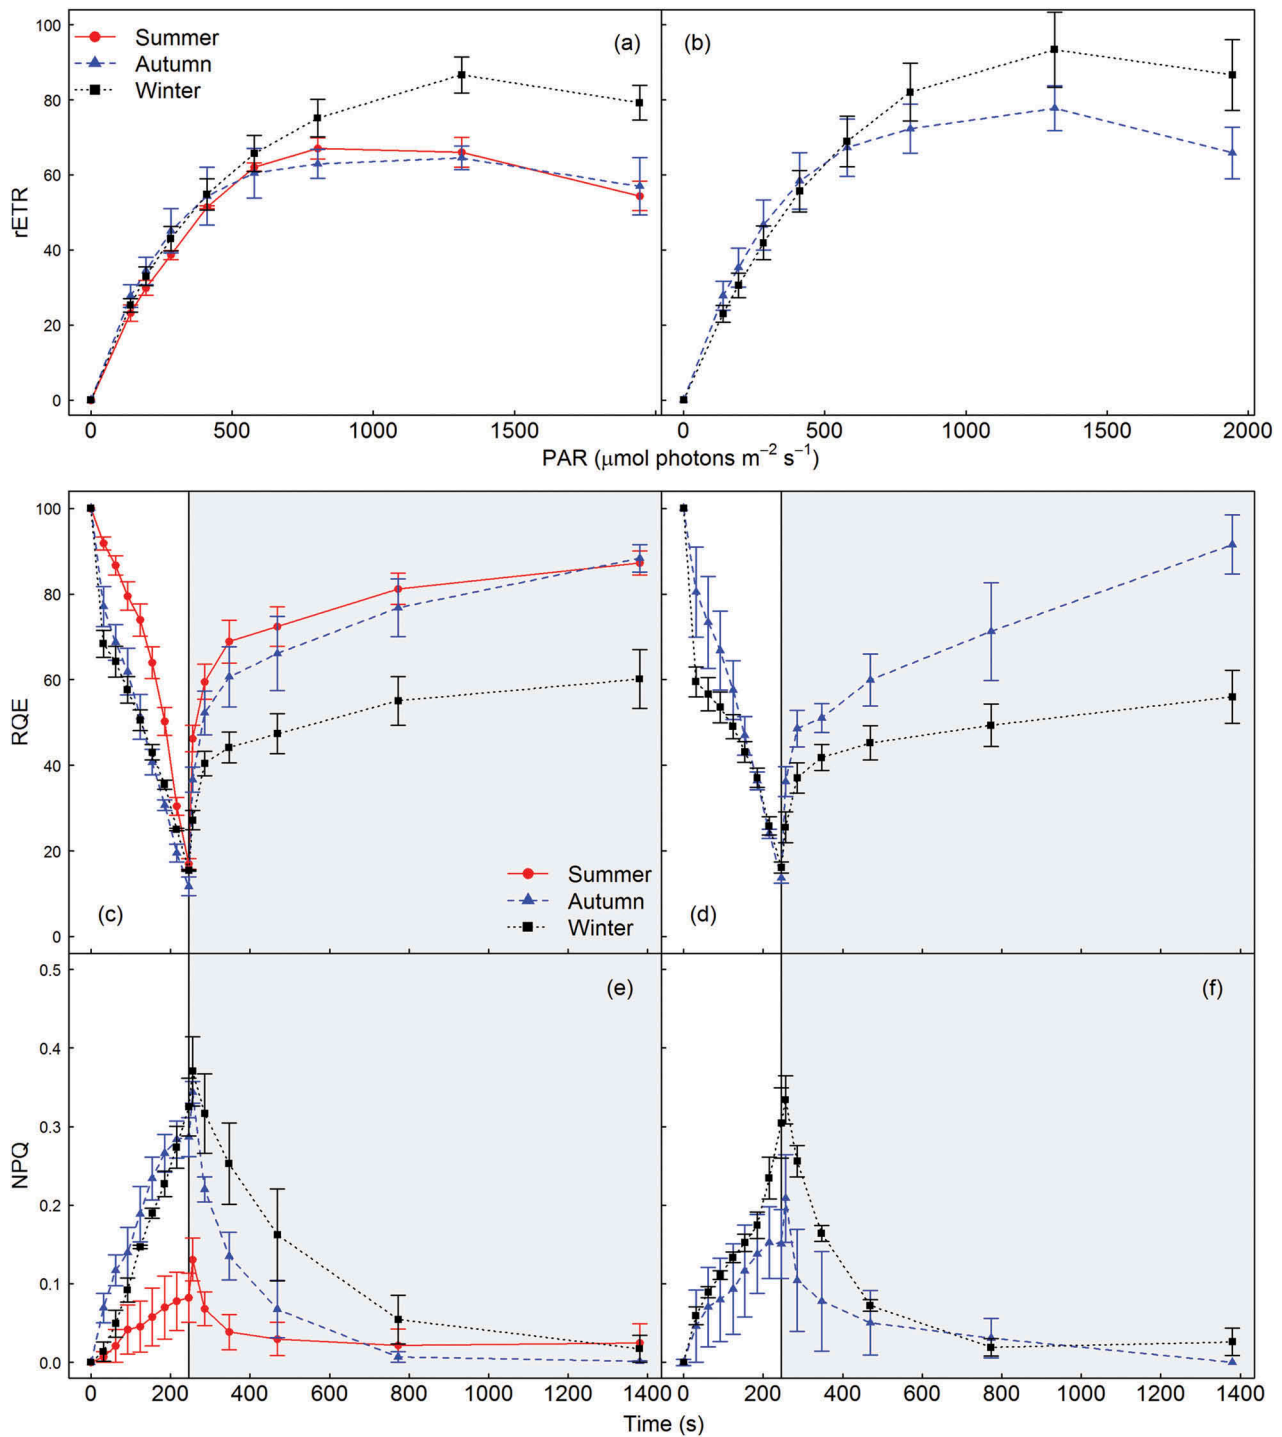 100
80
60
40
20
0
rETR
Summer
Autumn
Winter
(a)
(b)
0 500 1000 1500
0 500 1000 1500 2000
PAR (μmol photons m⁻² s⁻¹)
100
80
60
40
20
0
RQE
(c)
Summer
Autumn
Winter
(d)
0.5
0.4
0.3
0.2
0.1
0.0
NPQ
(e)
(f)
0 200 400 600 800 1000 1200 1400
0 200 400 600 800 1000 1200 1400
Time (s)